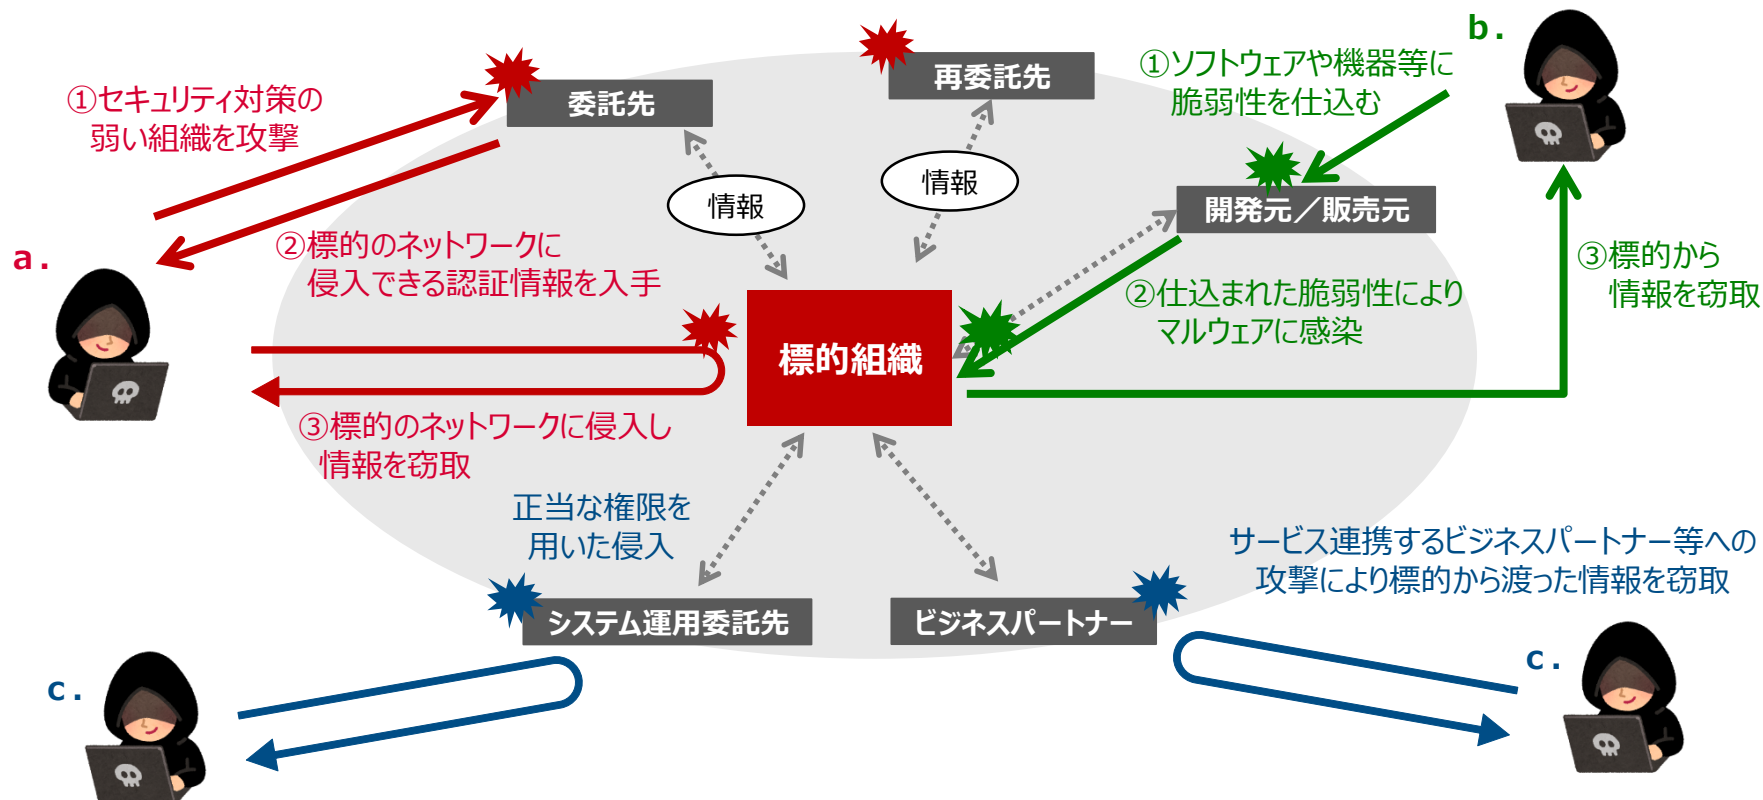 b.
再委託先
①ソフトウェアや機器等に
脆弱性を仕込む
①セキュリティ対策の
弱い組織を攻撃
委託先
情報
情報
開発元／販売元
a.
②標的のネットワークに
侵入できる認証情報を入手
③標的から
情報を窃取
②仕込まれた脆弱性により
マルウェアに感染
標的組織
③標的のネットワークに侵入し
情報を窃取
正当な権限を
用いた侵入
サービス連携するビジネスパートナー等への
攻撃により標的から渡った情報を窃取
システム運用委託先
ビジネスパートナー
c.
c.